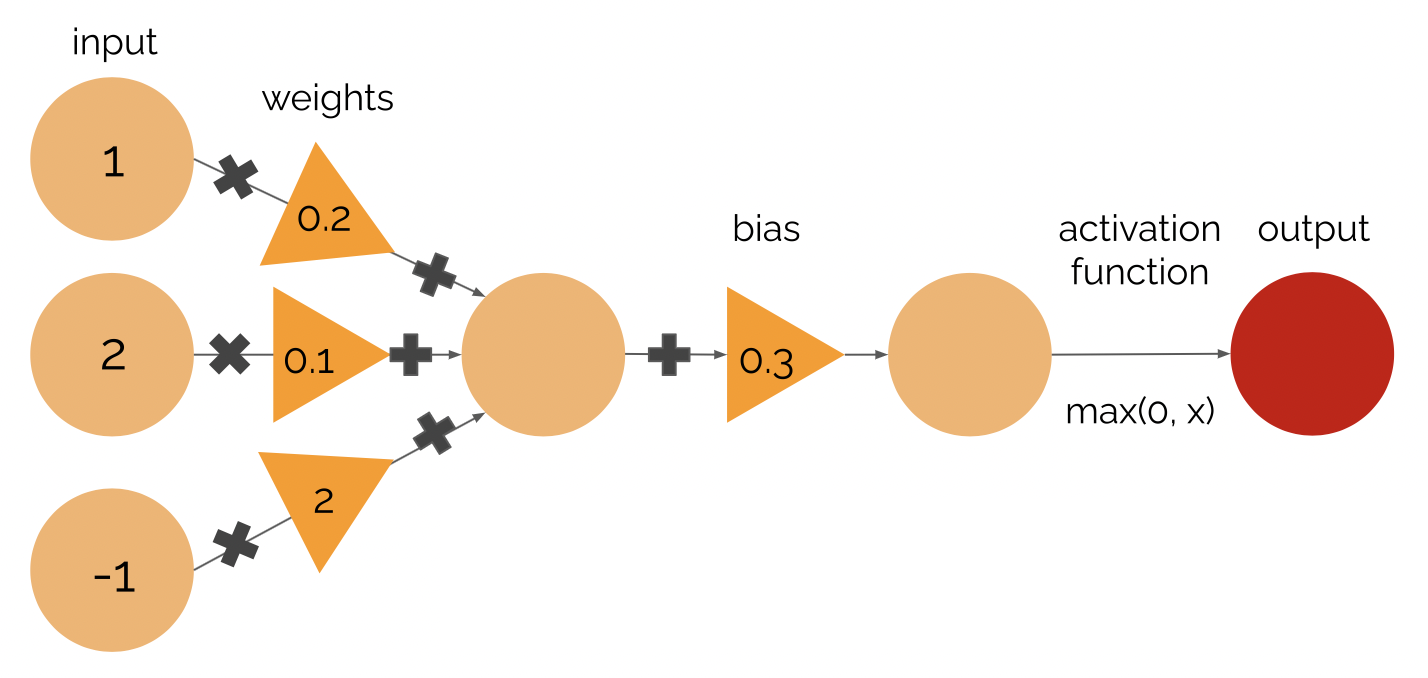 input
weights
1
0.2
2
0.1
-1
2
bias
0.3
activation
function
max(0, x)
output